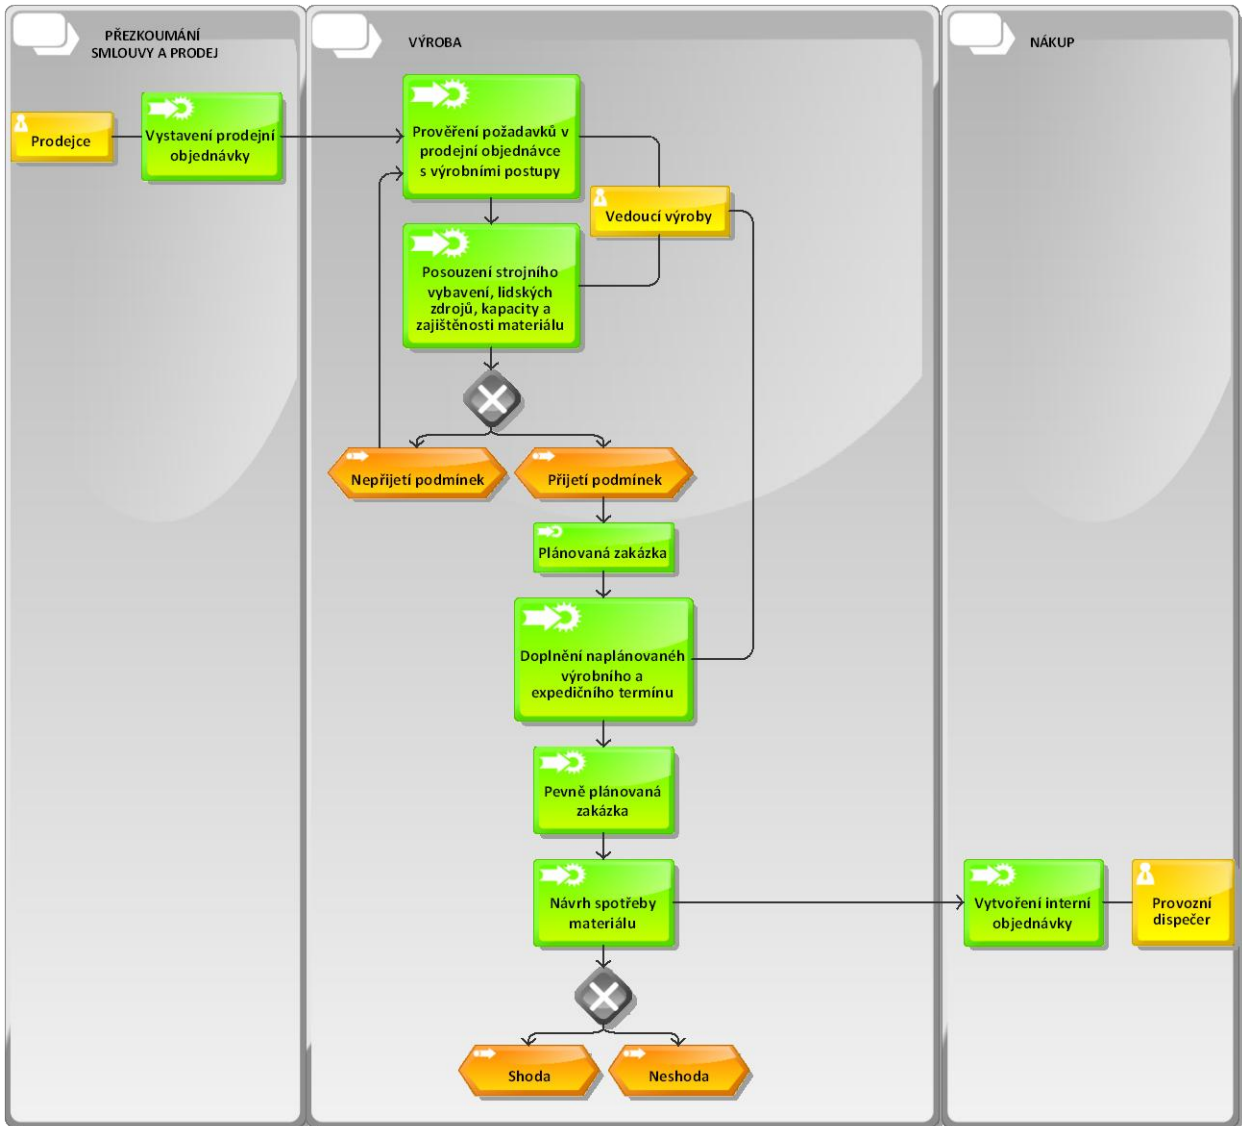 PŘEZKOUMÁNÍ
SMLOUVY A PRODEJ
VÝROBA
NÁKUP
Prodejce
Vystavení prodejní
objednávky
Prověření požadavků v
prodejní objednávce
s výrobními postupy
Vedoucí výroby
Posouzení strojního
vybavení, lidských
zdrojů, kapacity a
zajištěnosti materiálu
Nepřijetí podmínek
Přijetí podmínek
Plánovaná zakázka
Doplnění naplánovanéh
výrobního a
expedičního termínu
Pevně plánovaná
zakázka
Návrh spotřeby
materiálu
Vytvoření interní
objednávky
Provozní
dispečer
Shoda
Neshoda